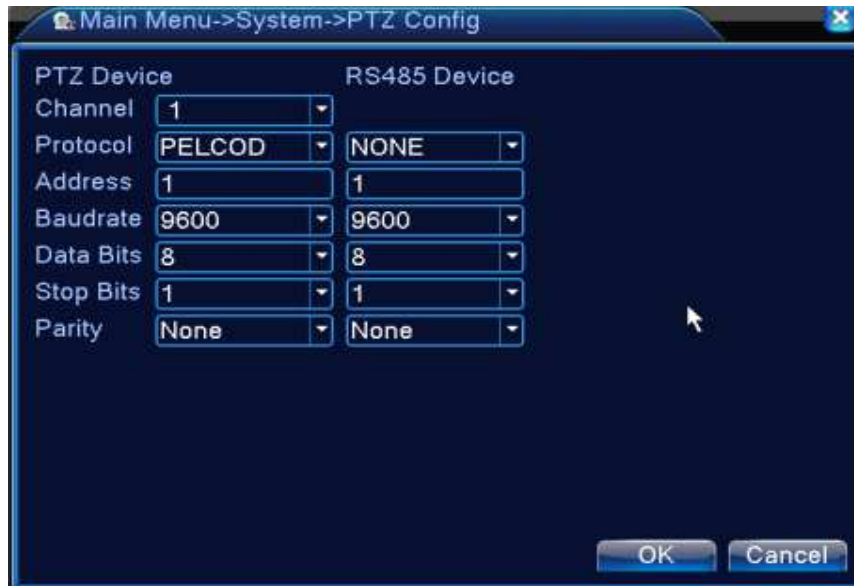 Main Menu->System->PTZ Config
PTZ Device RS485 Device
Channel 1
Protocol PELCOD NONE
Address 1 1
Baudrate 9600 9600
Data Bits 8 8
Stop Bits 1 1
Parity None None
OK Cancel